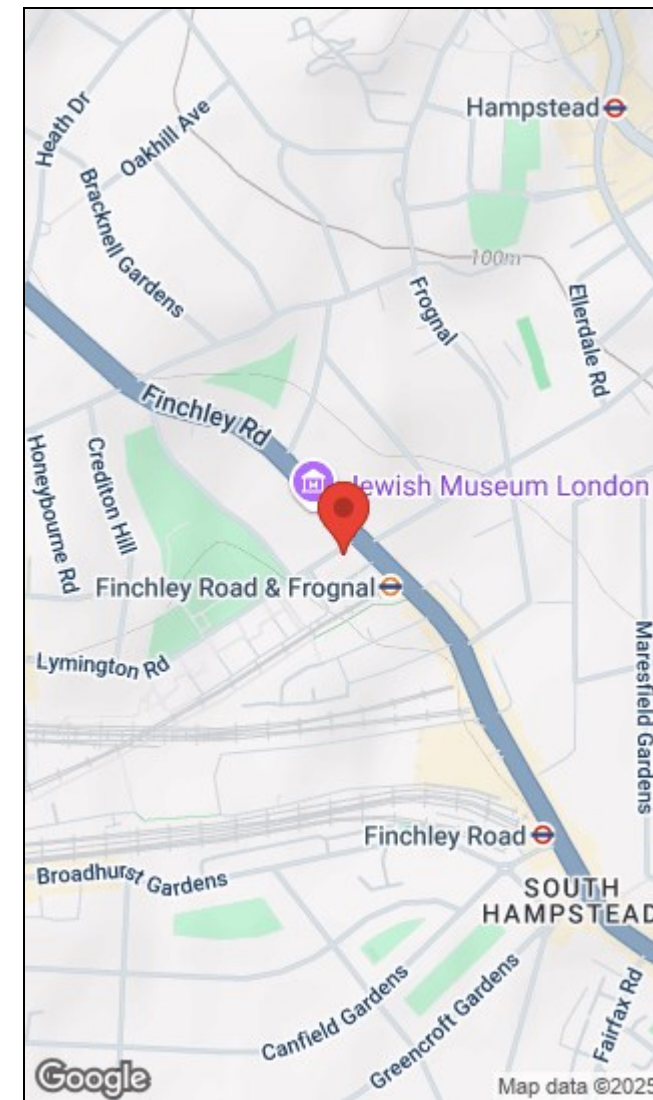 Hampstead
Heath Dr
Oakhill Ave
Bracknell Gardens
100m
Frognal
Ellerdale Rd
Finchley Rd
Honeybourne Rd
Crediton Hill
Jewish Museum London
Finchley Road & Frognal
Lymington Rd
Maresfield Gardens
Finchley Road
Broadhurst Gardens
SOUTH
HAMPSTEAD
Canfield Gardens
Greencroft Gardens
Fairfax Rd
Google
Map data ©2025